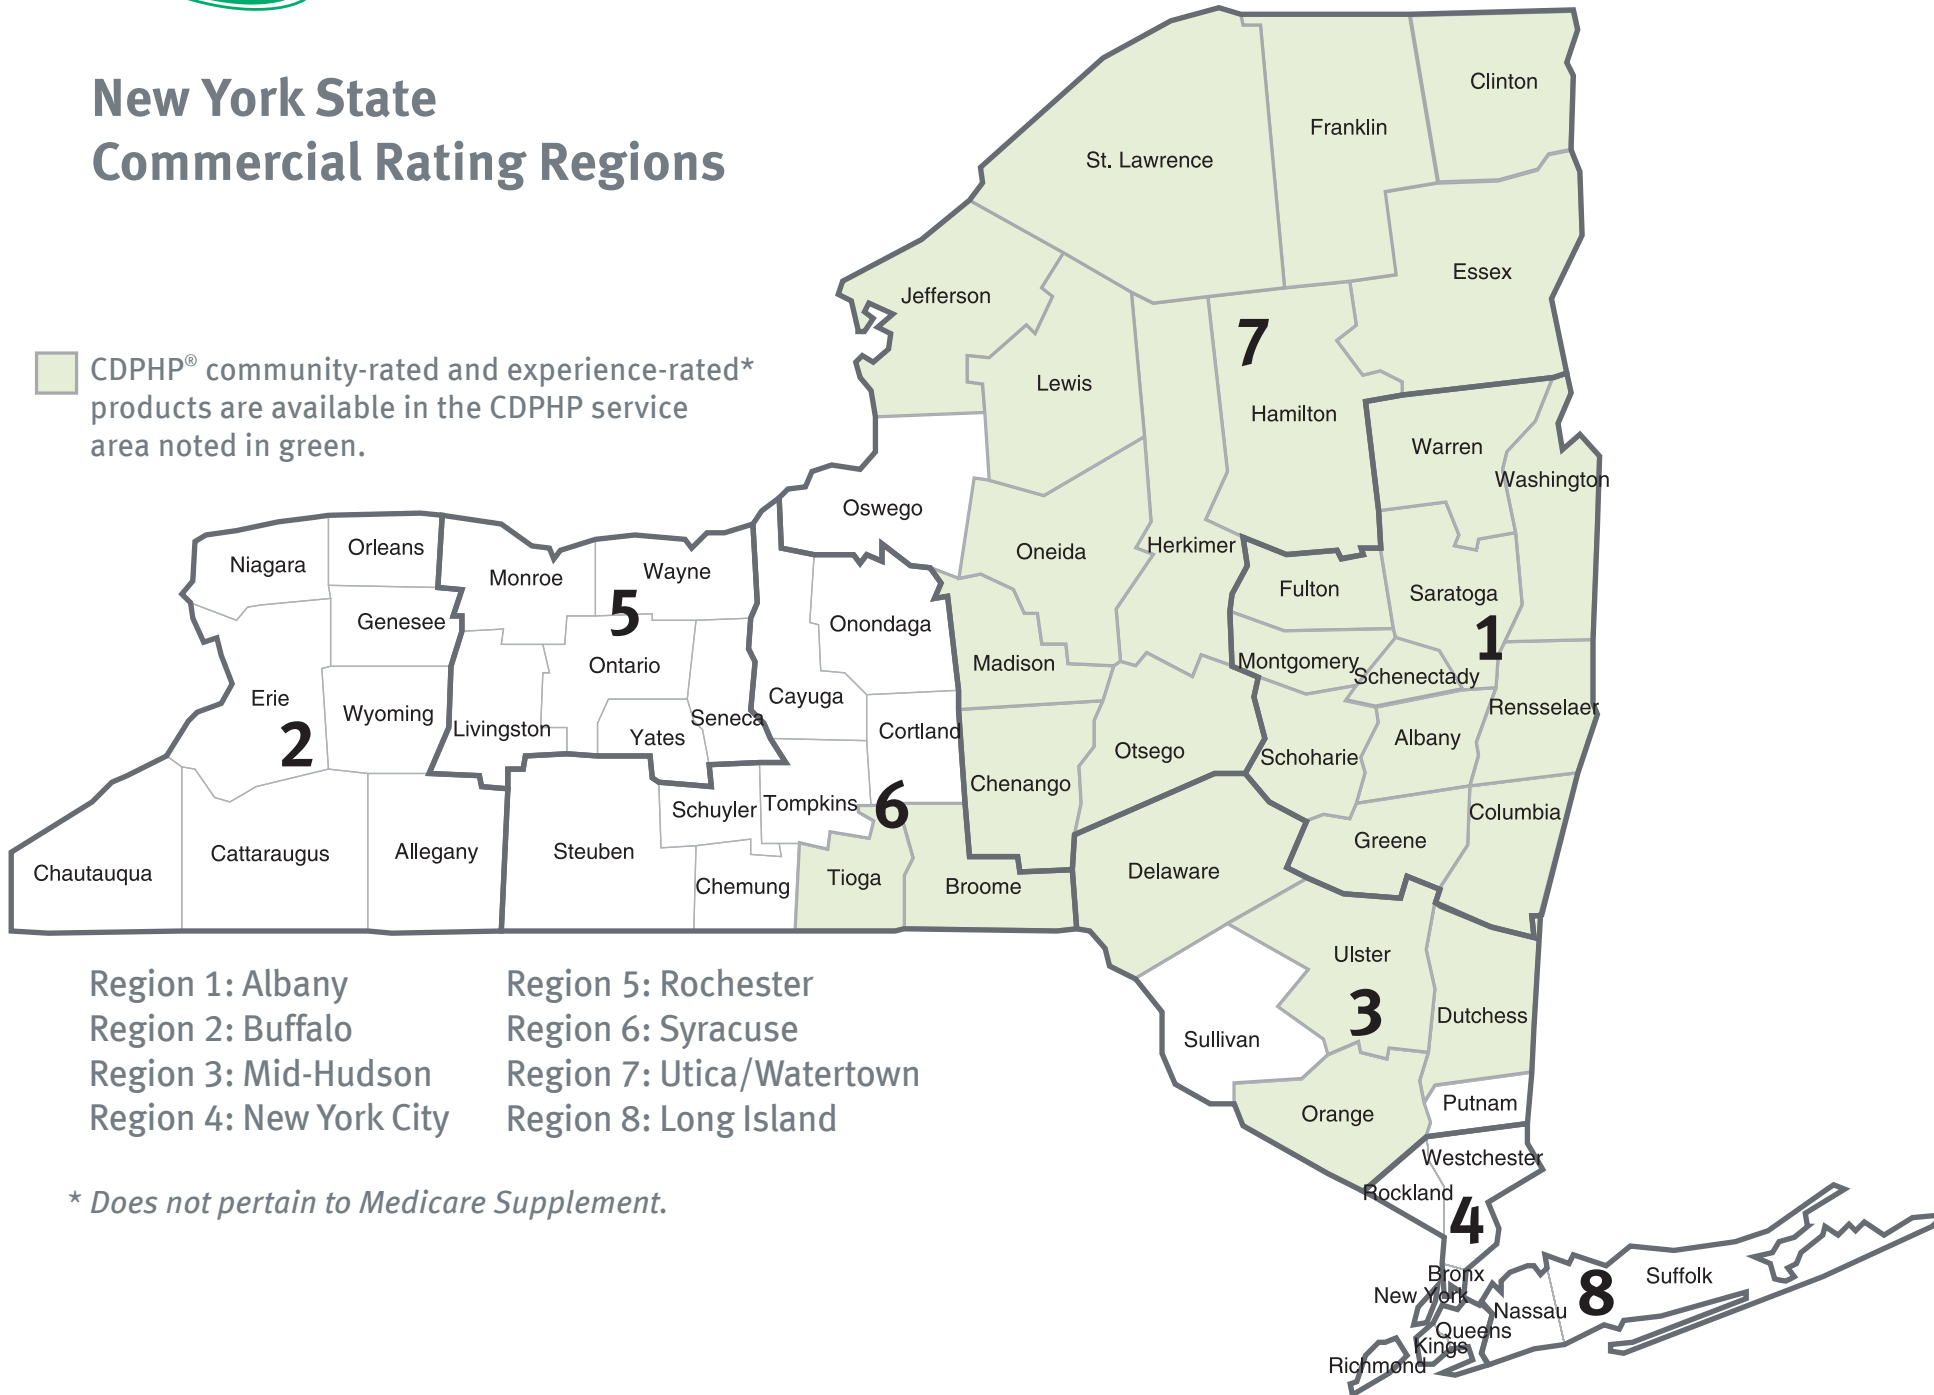 New York State
Commercial Rating Regions
CDPHP® community-rated and experience-rated*
products are available in the CDPHP service
area noted in green.
Clinton
Franklin
St. Lawrence
Essex
Jefferson
7
Lewis
Hamilton
Warren
Washington
Oswego
Oneida
Herkimer
Niagara
Orleans
Monroe
Wayne
Fulton
Saratoga
5
Genesee
Onondaga
1
Ontario
Madison
Montgomery
Schenectady
Erie
Cayuga
Wyoming
Rensselaer
Livingston
Seneca
Cortland
Yates
Albany
2
Otsego
Schoharie
Chenango
Schuyler
Tompkins
6
Columbia
Greene
Chautauqua
Cattaraugus
Allegany
Steuben
Chemung
Tioga
Broome
Delaware
Ulster
3
Dutchess
Sullivan
Region 1: Albany
Region 2: Buffalo
Region 3: Mid-Hudson
Region 4: New York City
Region 5: Rochester
Region 6: Syracuse
Region 7: Utica/Watertown
Region 8: Long Island
Orange
Putnam
Westchester
Rockland
4
* Does not pertain to Medicare Supplement.
Bronx
New York
Suffolk
8
Nassau
Queens
Kings
Richmond